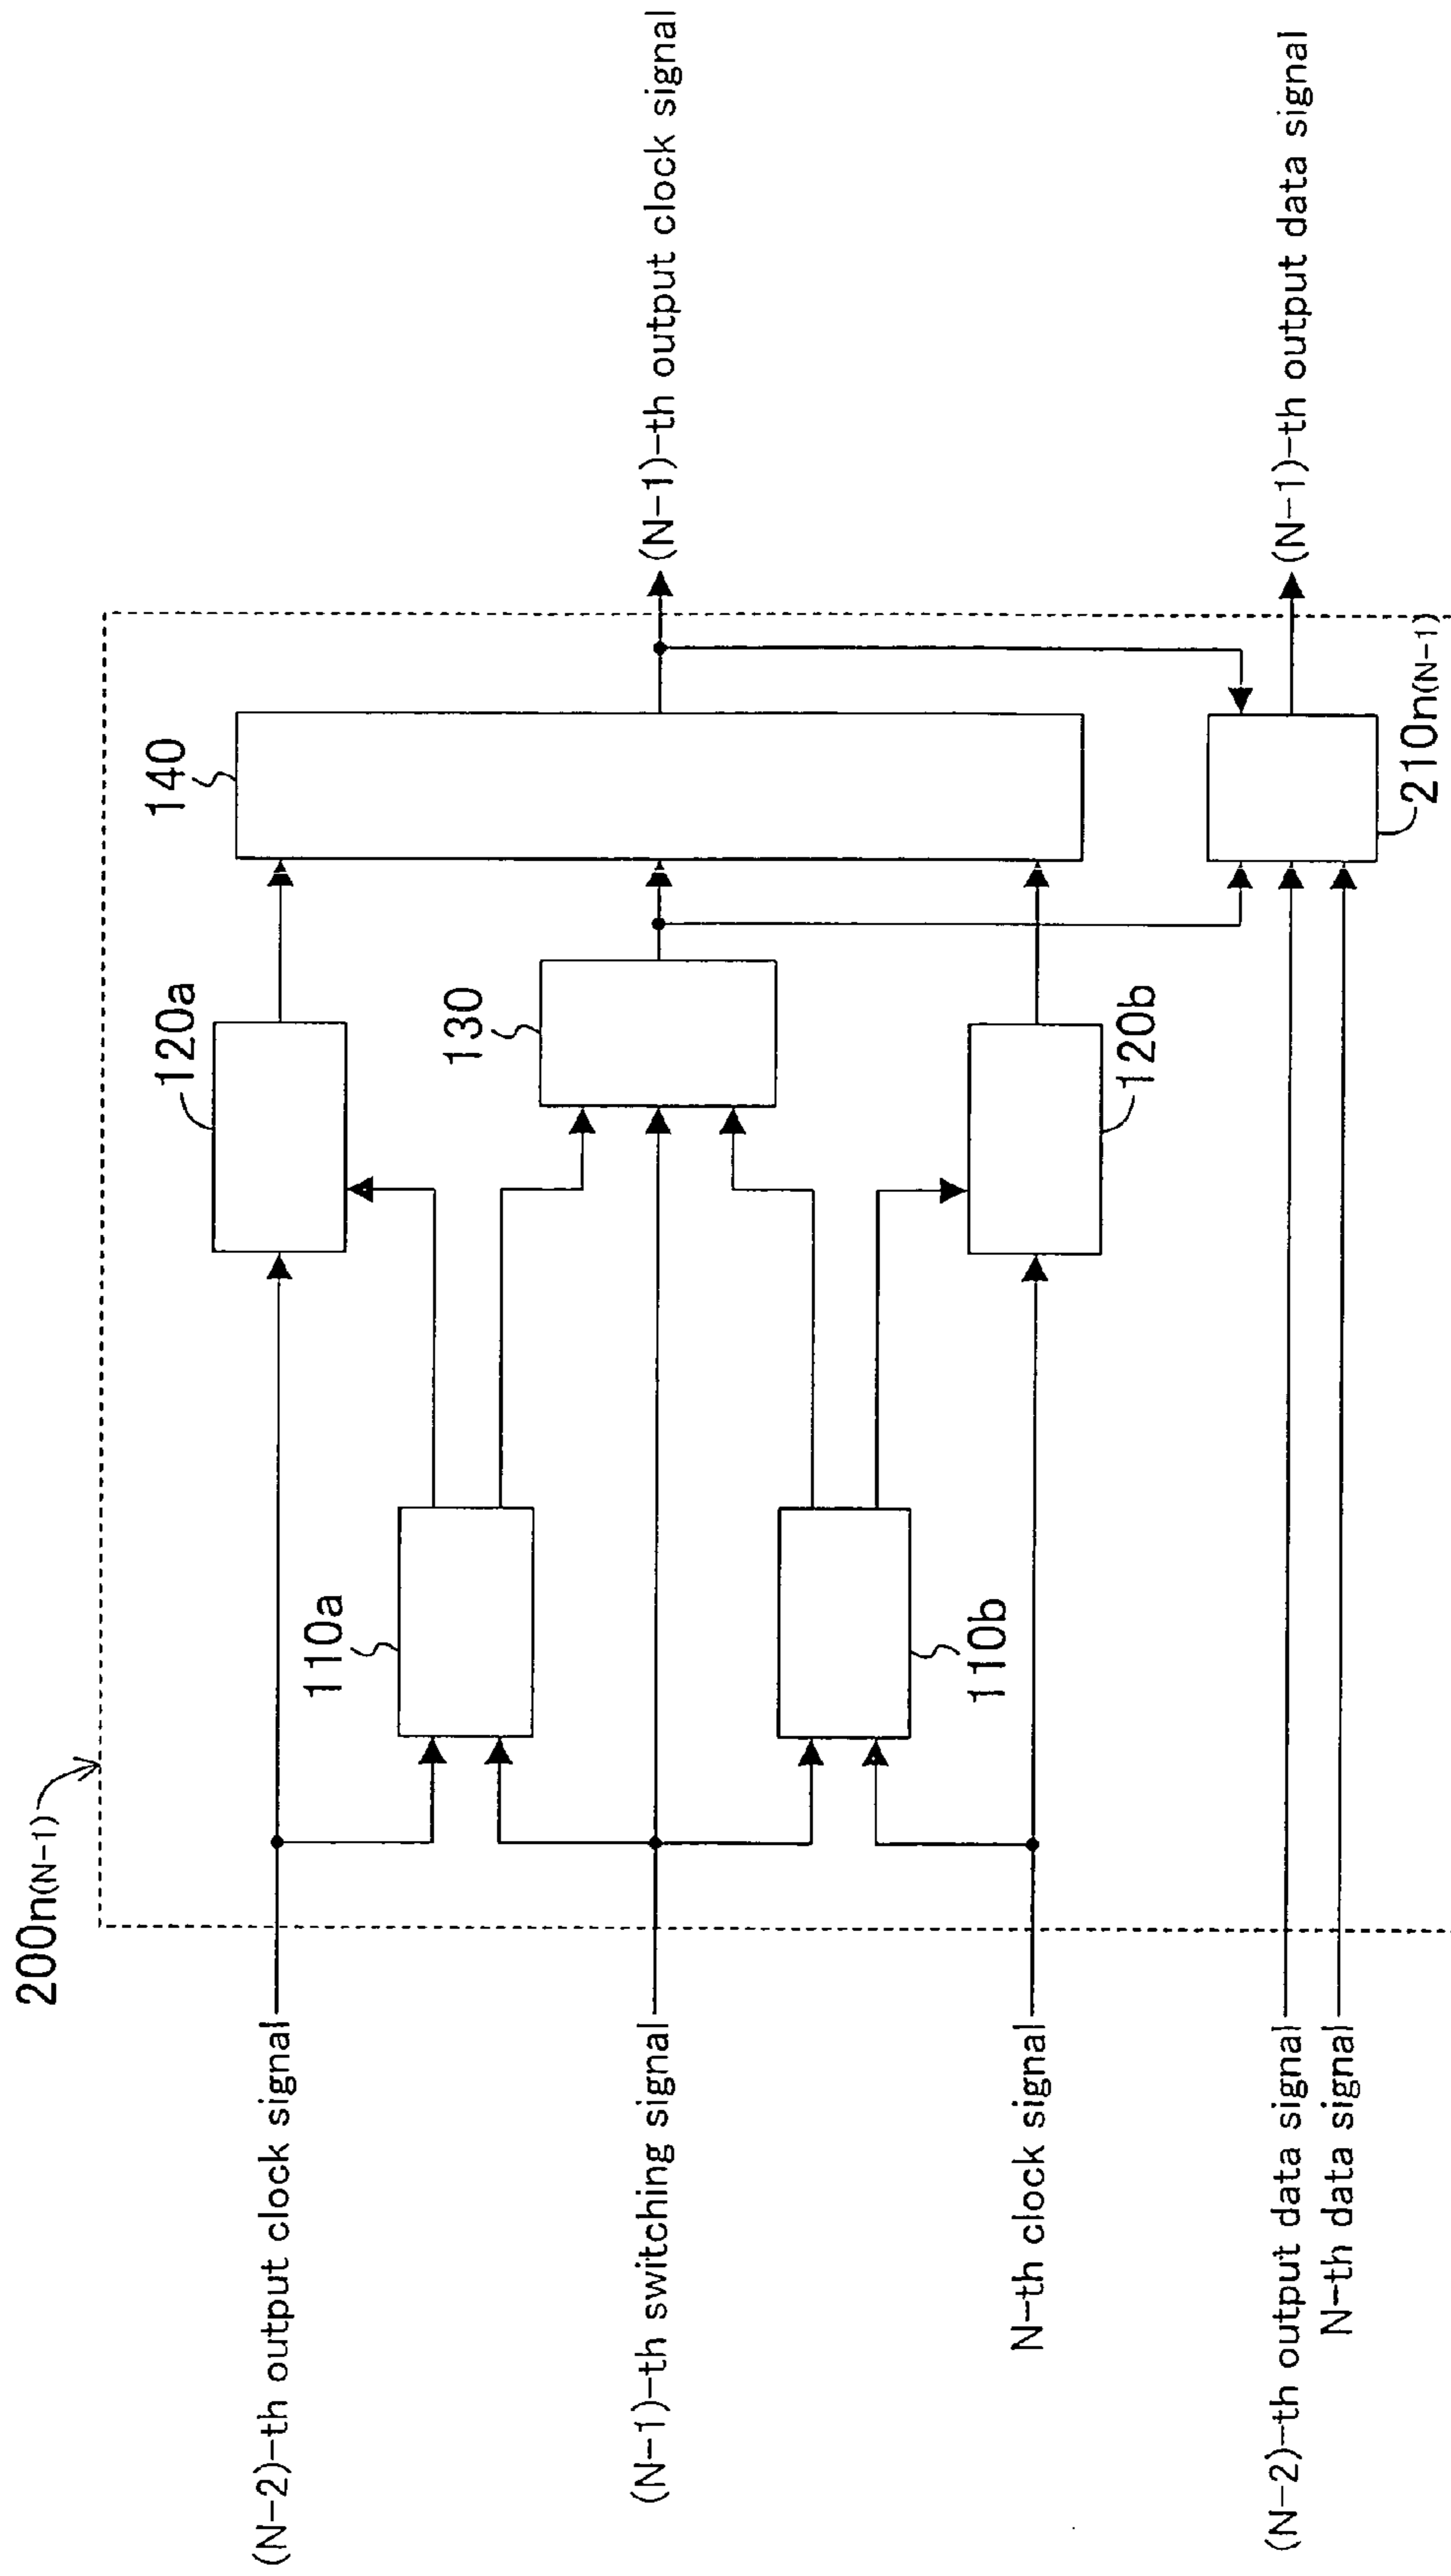 200n(N-1)
(N-2)-th output clock signal
(N-1)-th switching signal
N-th clock signal
(N-2)-th output data signal
N-th data signal
110a
110b
120a
130
120b
140
210n(N-1)
(N-1)-th output clock signal
(N-1)-th output data signal